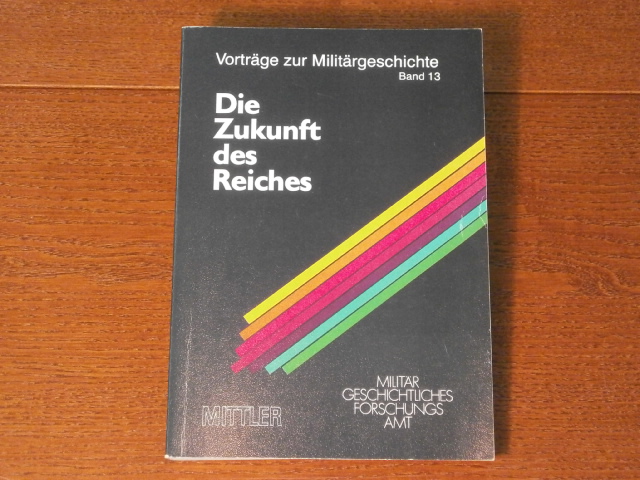 Vorträge zur Militärgeschichte
Band 13
Die
Zukunft
des
Reiches
MITTLER
MILITÄR
GESCHICHTLICHES
FORSCHUNGS
AMT